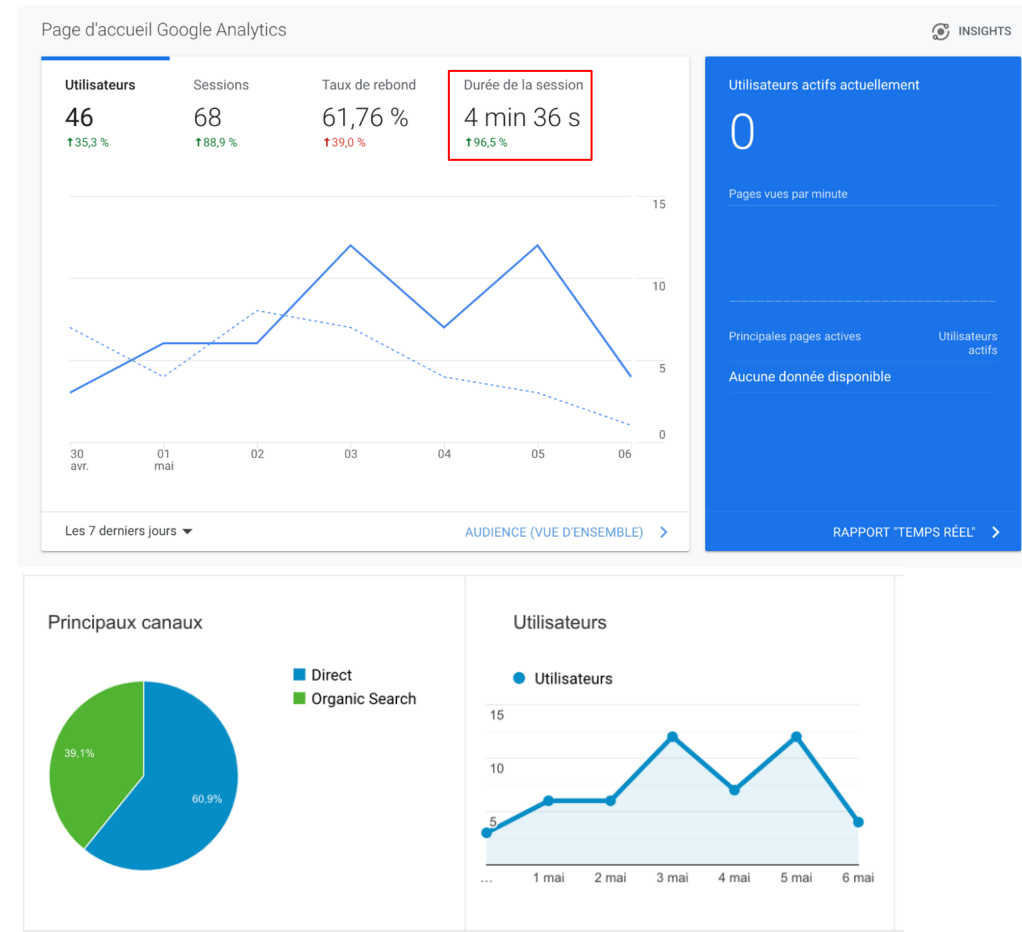 Page d'accueil Google Analytics
INSIGHTS
Utilisateurs
46
↑35,3 %
Sessions
68
↑88,9 %
Taux de rebond
61,76 %
↑39,0 %
Durée de la session
4 min 36 s
↑96,5 %
15
10
5
0
30
avr.
01
mai
02
03
04
05
06
Les 7 derniers jours
AUDIENCE (VUE D'ENSEMBLE)
Utilisateurs actifs actuellement
0
Pages vues par minute
Principales pages actives
Utilisateurs
actifs
Aucune donnée disponible
RAPPORT "TEMPS RÉEL"
Principaux canaux
Direct
Organic Search
39,1%
60,9%
Utilisateurs
Utilisateurs
15
10
5
...
1 mai
2 mai
3 mai
4 mai
5 mai
6 mai